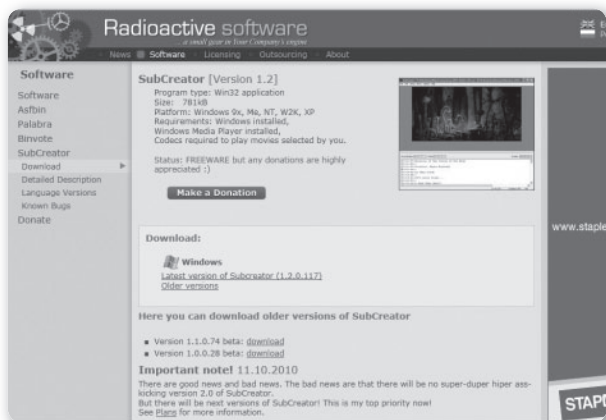 Radioactive software
... a small gear in Your Company's engine
News Software Licensing Outsourcing About
Software
Software
Asfbin
Palabra
Binvote
SubCreator
Download
Detailed Description
Language Versions
Known Bugs
Donate
SubCreator [Version 1.2]
Program type: Win32 application
Size: 781kB
Platform: Windows 9x, Me, NT, W2K, XP
Requirements: Windows installed,
Windows Media Player installed,
Codecs required to play movies selected by you.
Status: FREEWARE but any donations are highly
appreciated :)
Make a Donation
Download:
Windows
Latest version of Subcreator (1.2.0.117)
Older versions
Here you can download older versions of SubCreator
Version 1.1.0.74 beta: download
Version 1.0.0.28 beta: download
Important note! 11.10.2010
There are good news and bad news. The bad news are that there will be no super-duper hiper ass-
kicking version 2.0 of SubCreator.
But there will be next versions of SubCreator! This is my top priority now!
See Plans for more information.
www.staple
STAPL